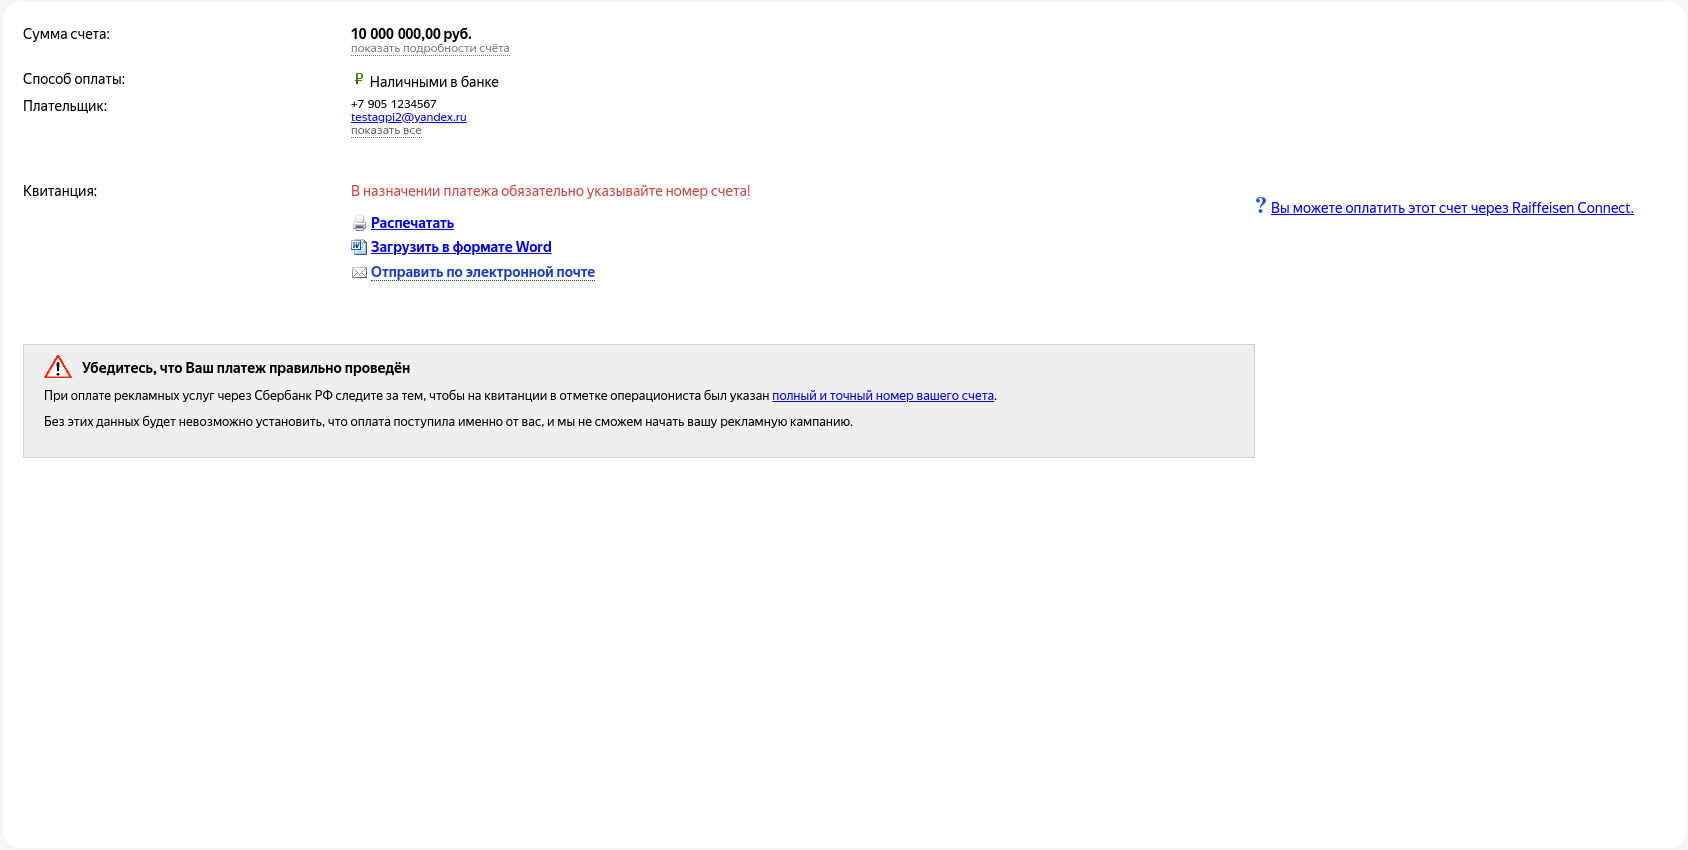 Сумма счета:
10 000 000,00 руб.
показать подробности счёта
Способ оплаты:
₽ Наличными в банке
Плательщик:
+7 905 1234567
testagpi2@yandex.ru
показать все
Квитанция:
В назначении платежа обязательно указывайте номер счета!
? Вы можете оплатить этот счет через Raiffeisen Connect.
Распечатать
Загрузить в формате Word
Отправить по электронной почте
Убедитесь, что Ваш платеж правильно проведён
При оплате рекламных услуг через Сбербанк РФ следите за тем, чтобы на квитанции в отметке операциониста был указан полный и точный номер вашего счета.
Без этих данных будет невозможно установить, что оплата поступила именно от вас, и мы не сможем начать вашу рекламную кампанию.